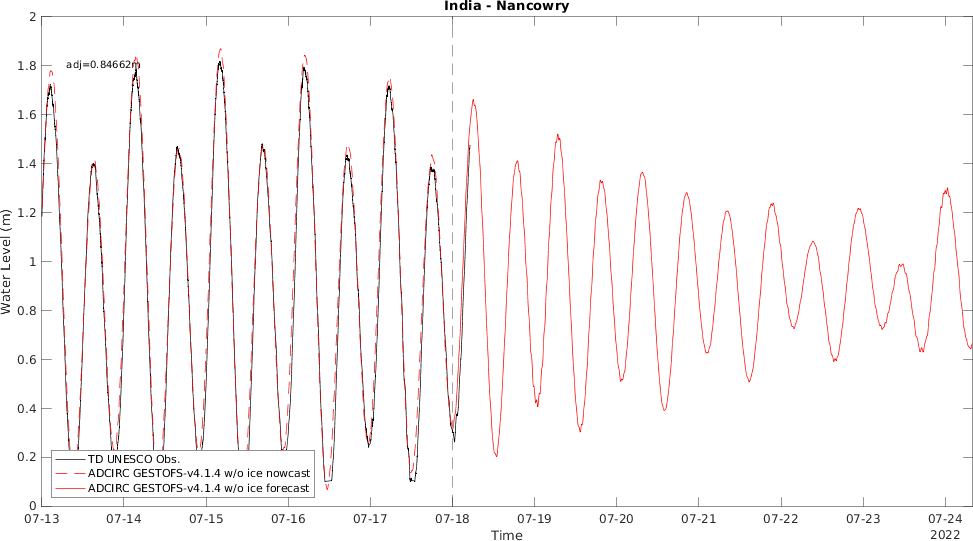 India - Nancowry
adj=0.84662m
Water Level (m)
2
1.8
1.6
1.4
1.2
1
0.8
0.6
0.4
0.2
0
TD UNESCO Obs.
ADCIRC GESTOFS-v4.1.4 w/o ice nowcast
ADCIRC GESTOFS-v4.1.4 w/o ice forecast
07-13 07-14 07-15 07-16 07-17 07-18 07-19 07-20 07-21 07-22 07-23 07-24
2022
Time